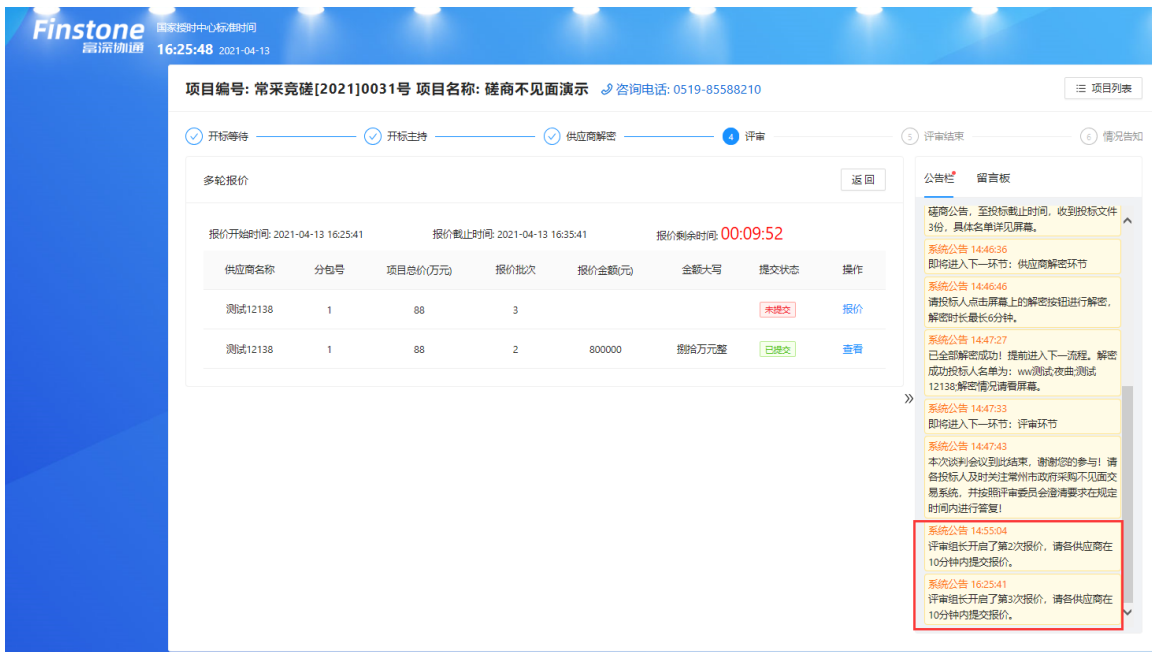 Finstone
富深协通
国家授时中心标准时间
16:25:48 2021-04-13
项目编号: 常采竞磋[2021]0031号 项目名称: 磋商不见面演示 咨询电话: 0519-85588210
项目列表
开标等待
开标主持
供应商解密
4 评审
5 评审结束
6 情况告知
多轮报价
返回
报价开始时间: 2021-04-13 16:25:41
报价截止时间: 2021-04-13 16:35:41
报价剩余时间: 00:09:52
供应商名称 分包号 项目总价(万元) 报价批次 报价金额(元) 金额大写 提交状态 操作
测试12138 1 88 3 未提交 报价
测试12138 1 88 2 800000 捌拾万元整 已提交 查看
公告栏 留言板
磋商公告，至投标截止时间，收到投标文件
3份，具体名单详见屏幕。
系统公告 14:46:36
即将进入下一环节：供应商解密环节
系统公告 14:46:46
请投标人点击屏幕上的解密按钮进行解密，
解密时长最长6分钟。
系统公告 14:47:27
已全部解密成功！提前进入下一流程。解密
成功投标人名单为：ww测试;夜曲;测试
12138;解密情况请看屏幕。
系统公告 14:47:33
即将进入下一环节：评审环节
系统公告 14:47:43
本次谈判会议到此结束，谢谢您的参与！请
各投标人及时关注常州市政府采购不见面交
易系统，并按照评审委员会澄清要求在规定
时间内进行答复！
系统公告 14:55:04
评审组长开启了第2次报价，请各供应商在
10分钟内提交报价。
系统公告 16:25:41
评审组长开启了第3次报价，请各供应商在
10分钟内提交报价。